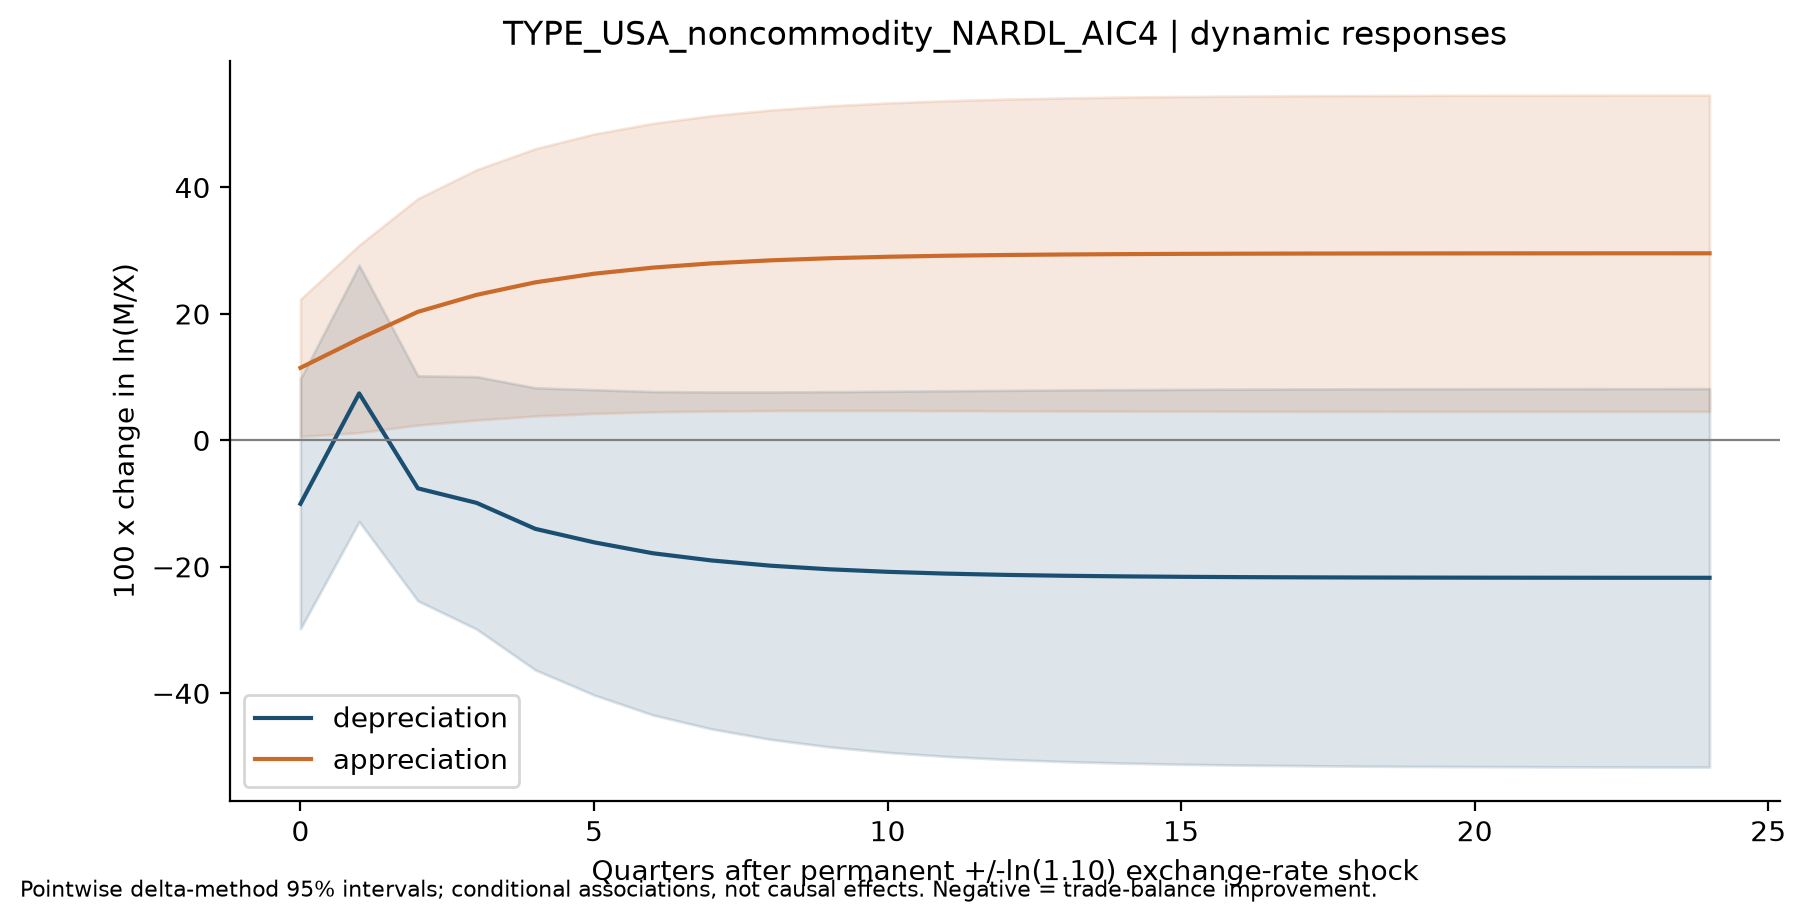 TYPE_USA_noncommodity_NARDL_AIC4 | dynamic responses
100 x change in ln(M/X)
40
20
0
−20
−40
depreciation
appreciation
0 5 10 15 20 25
Quarters after permanent +/-ln(1.10) exchange-rate shock
Pointwise delta-method 95% intervals; conditional associations, not causal effects. Negative = trade-balance improvement.